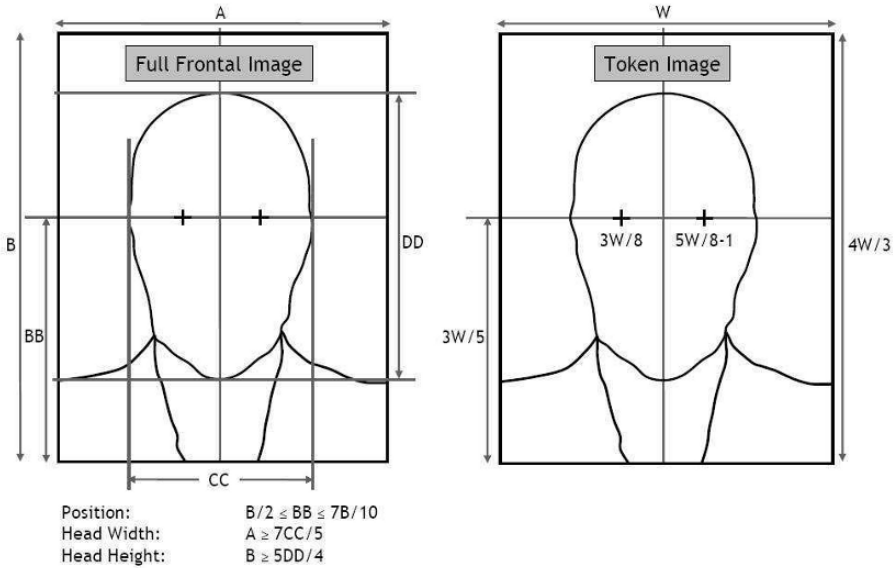 A
W
Full Frontal Image
Token Image
B
DD
BB
CC
3W/8
5W/8-1
4W/3
3W/5
Position: B/2 ≤ BB ≤ 7B/10
Head Width: A ≥ 7CC/5
Head Height: B ≥ 5DD/4